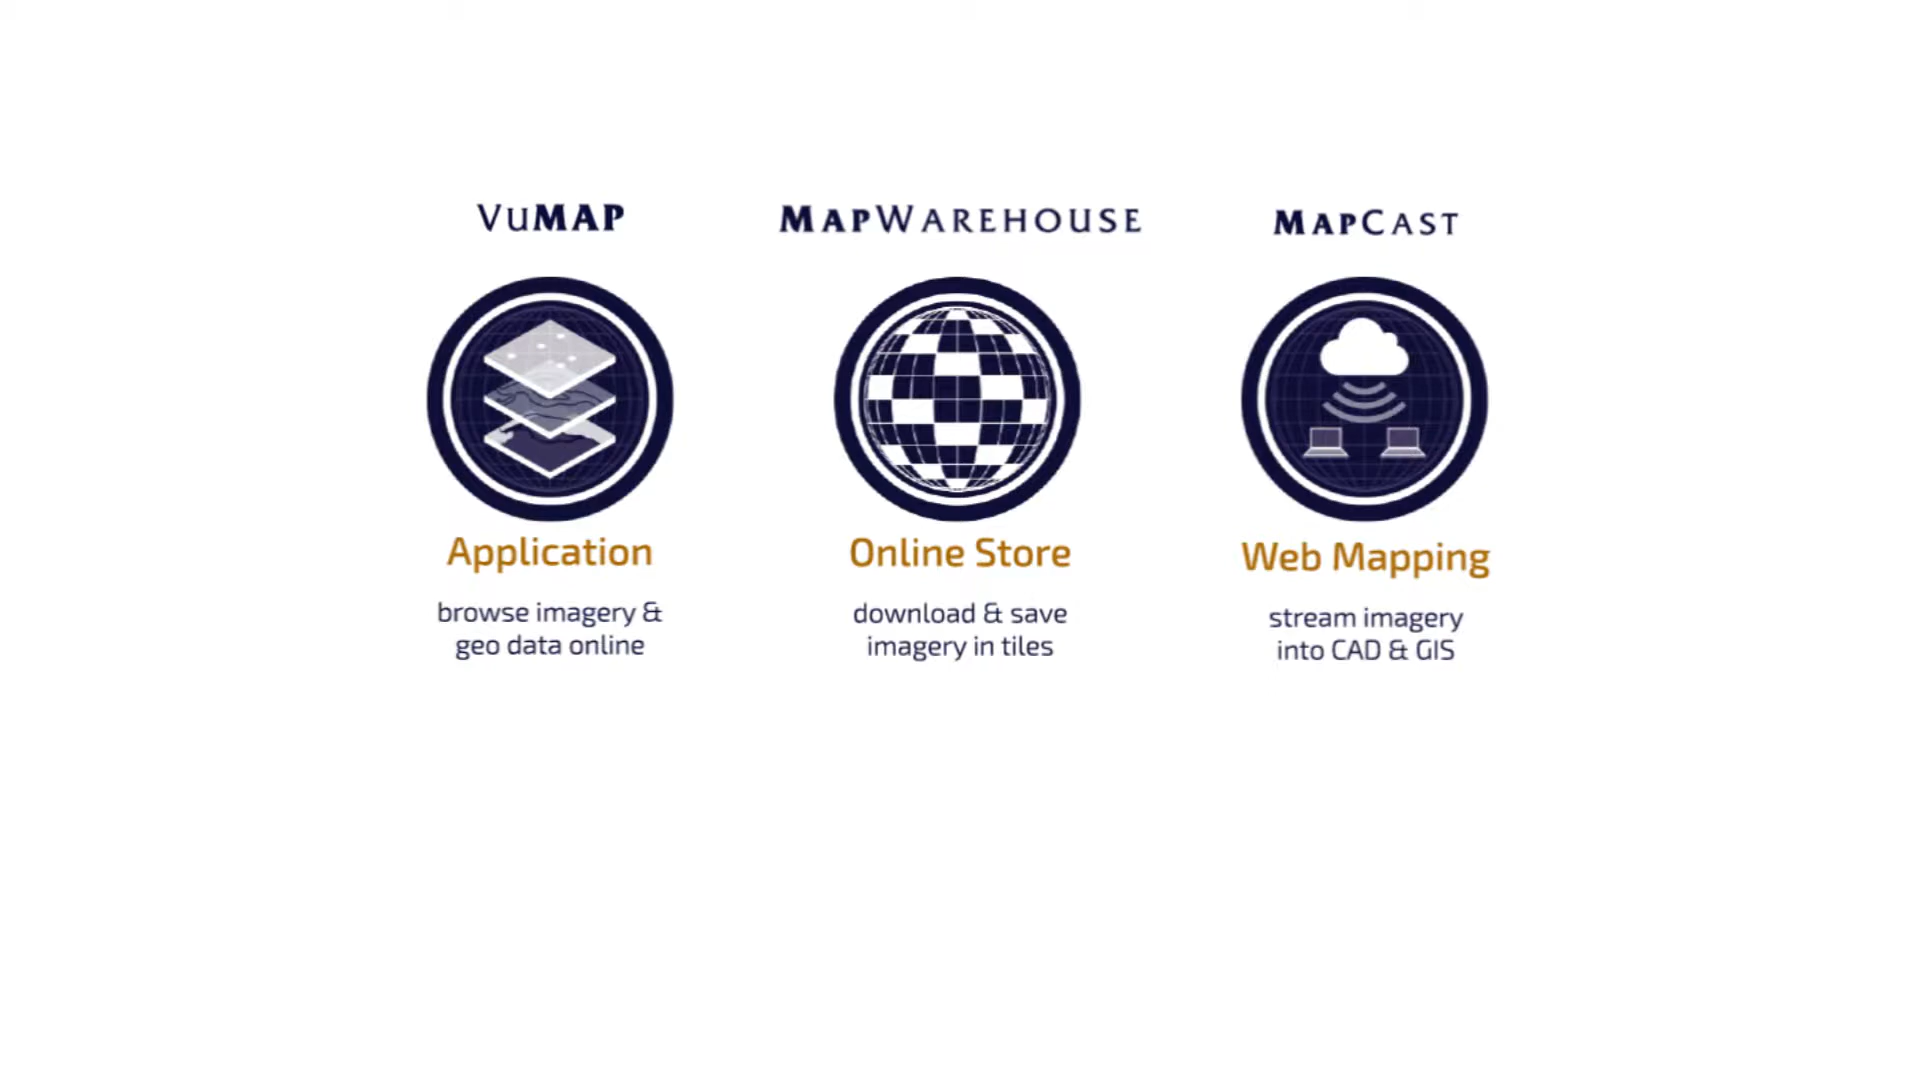 VuMAP
MAPWAREHOUSE
MAPCAST
Application
browse imagery &
geo data online
Online Store
download & save
imagery in tiles
Web Mapping
stream imagery
into CAD & GIS